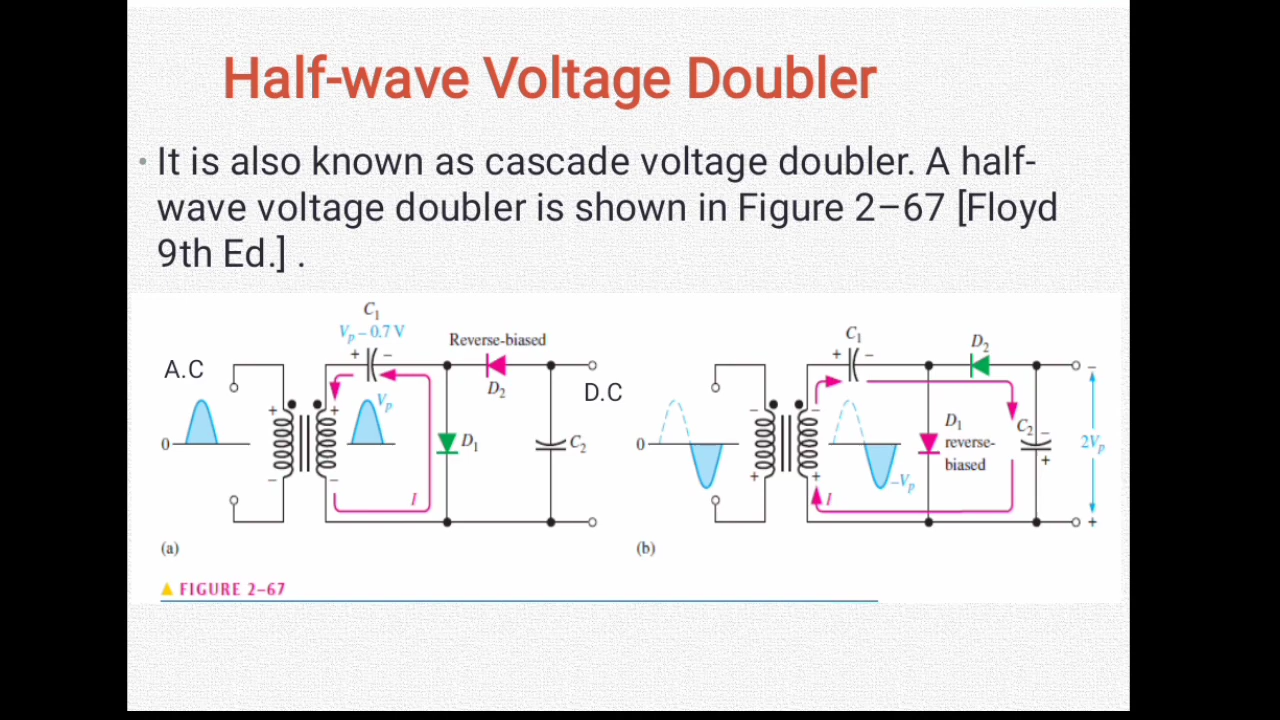 Half-wave Voltage Doubler
• It is also known as cascade voltage doubler. A half-
wave voltage doubler is shown in Figure 2–67 [Floyd
9th Ed.] .
C1
Vp – 0.7 V
+ –
Reverse-biased
D2
A.C
D.C
0
+
–
+
–
Vp
D1
C2
I
(a)
C1
+ –
D2
0
–
+
–
+
–Vp
D1
reverse-
biased
C2
–
+
I
–
2Vp
+
(b)
▲ FIGURE 2–67